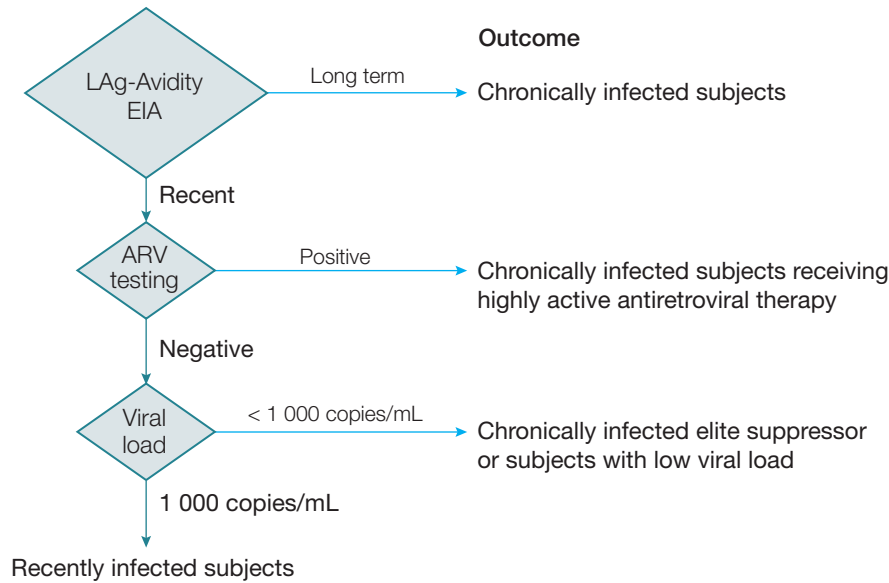 Outcome
LAg-Avidity
EIA
Long term
Chronically infected subjects
Recent
ARV
testing
Positive
Chronically infected subjects receiving
highly active antiretroviral therapy
Negative
Viral
load
< 1 000 copies/mL
Chronically infected elite suppressor
or subjects with low viral load
1 000 copies/mL
Recently infected subjects